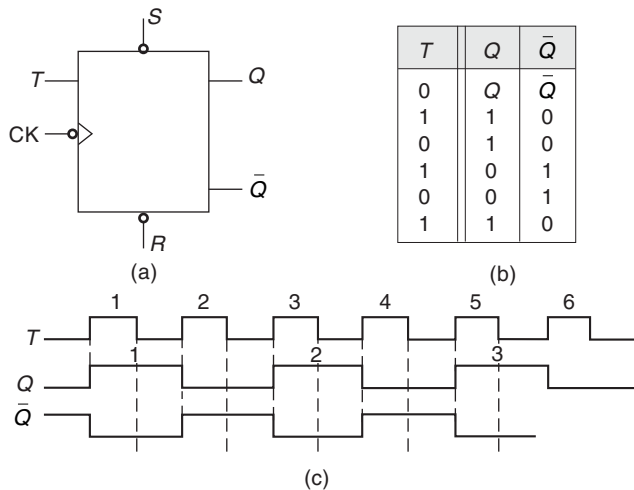 S
T
Q
CK
Q̄
R
(a)
T Q Q̄
0 Q Q̄
1 1 0
0 1 0
1 0 1
0 0 1
1 1 0
(b)
1 2 3 4 5 6
T
1 2 3
Q
Q̄
(c)